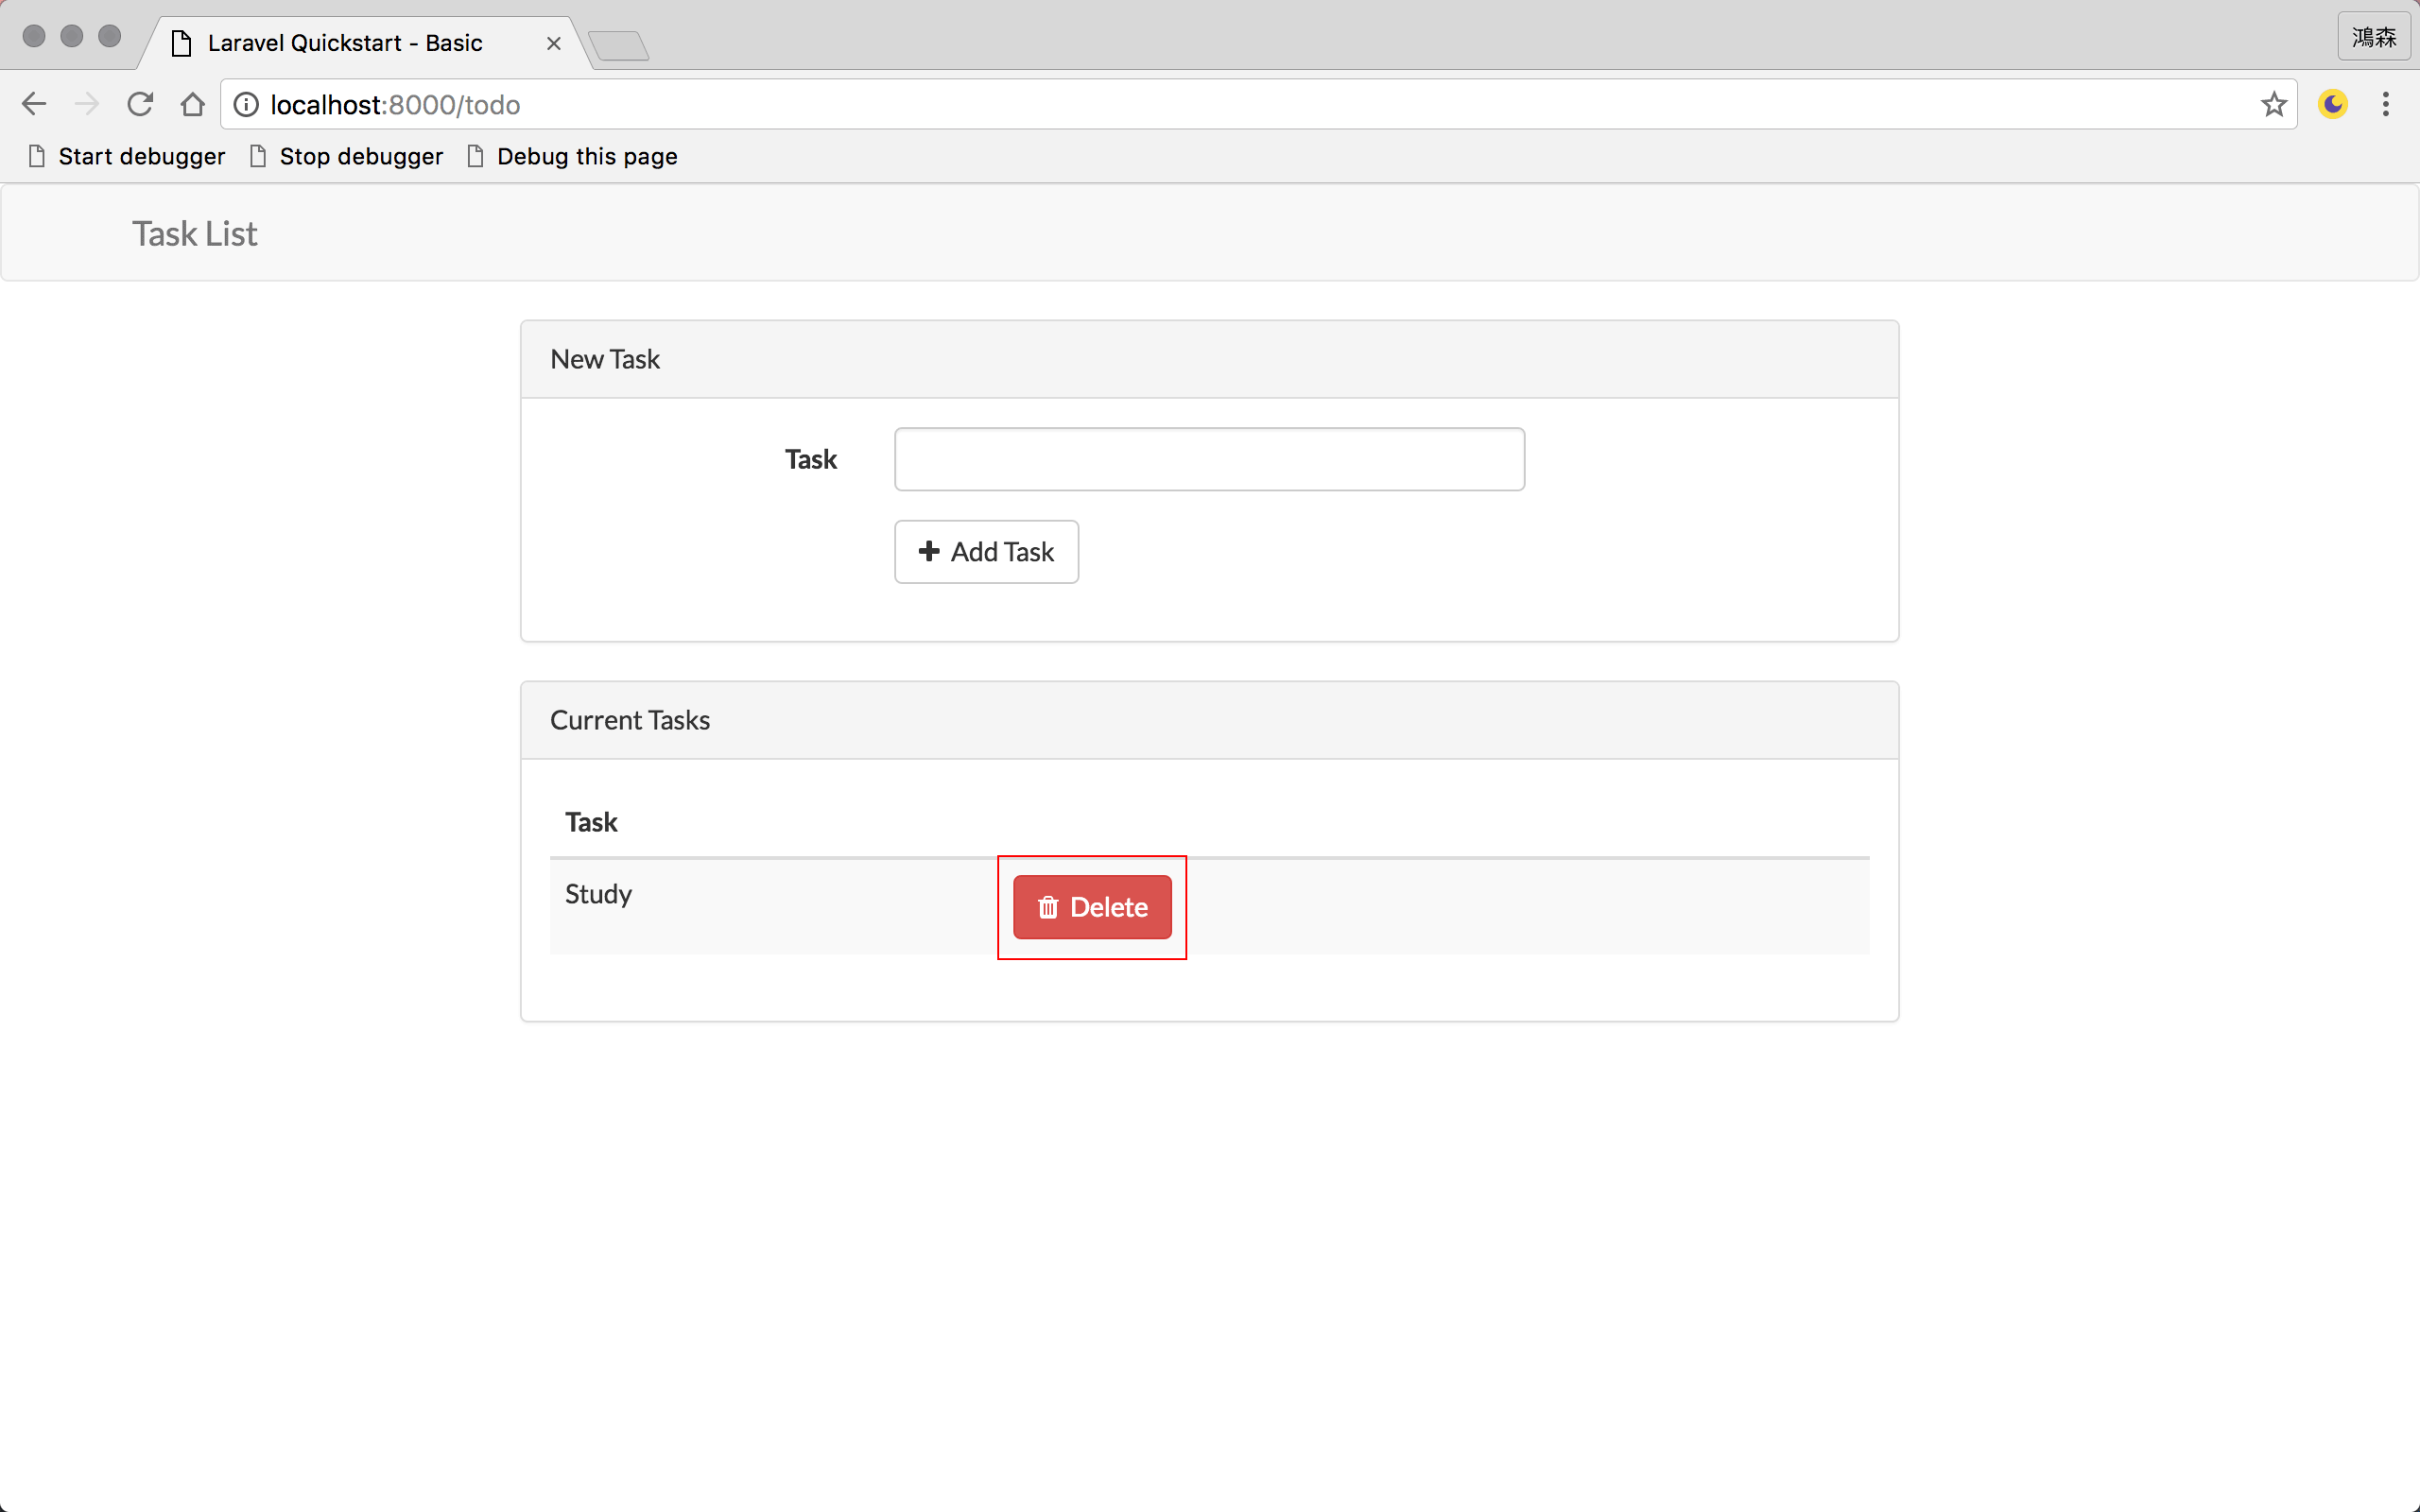 Laravel Quickstart - Basic
鴻森
localhost:8000/todo
Start debugger Stop debugger Debug this page
Task List
New Task
Task
Add Task
Current Tasks
Task
Study
Delete